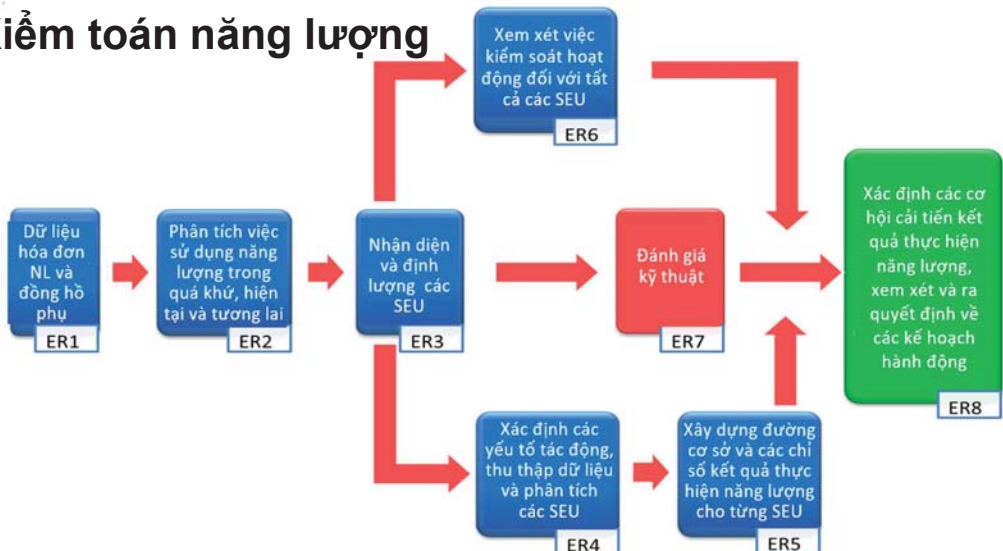 Kiểm toán năng lượng
Xem xét việc
kiểm soát hoạt
động đối với tất
cả các SEU
ER6
Dữ liệu
hóa đơn
NL và
đồng hồ
phụ
ER1
Phân tích việc
sử dụng năng
lượng trong
quá khứ, hiện
tại và tương lai
ER2
Nhận diện
và định
lượng các
SEU
ER3
Đánh giá
kỹ thuật
ER7
Xác định các cơ
hội cải tiến kết
quả thực hiện
năng lượng,
xem xét và ra
quyết định về
các kế hoạch
hành động
ER8
Xác định các
yếu tố tác động,
thu thập dữ liệu
và phân tích
các SEU
ER4
Xây dựng đường
cơ sở và các chỉ
số kết quả thực
hiện năng lượng
cho từng SEU
ER5